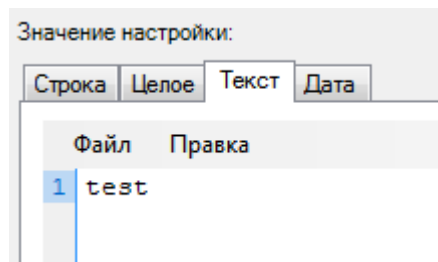 Значение настройки:
Строка Целое Текст Дата
Файл Правка
1 test